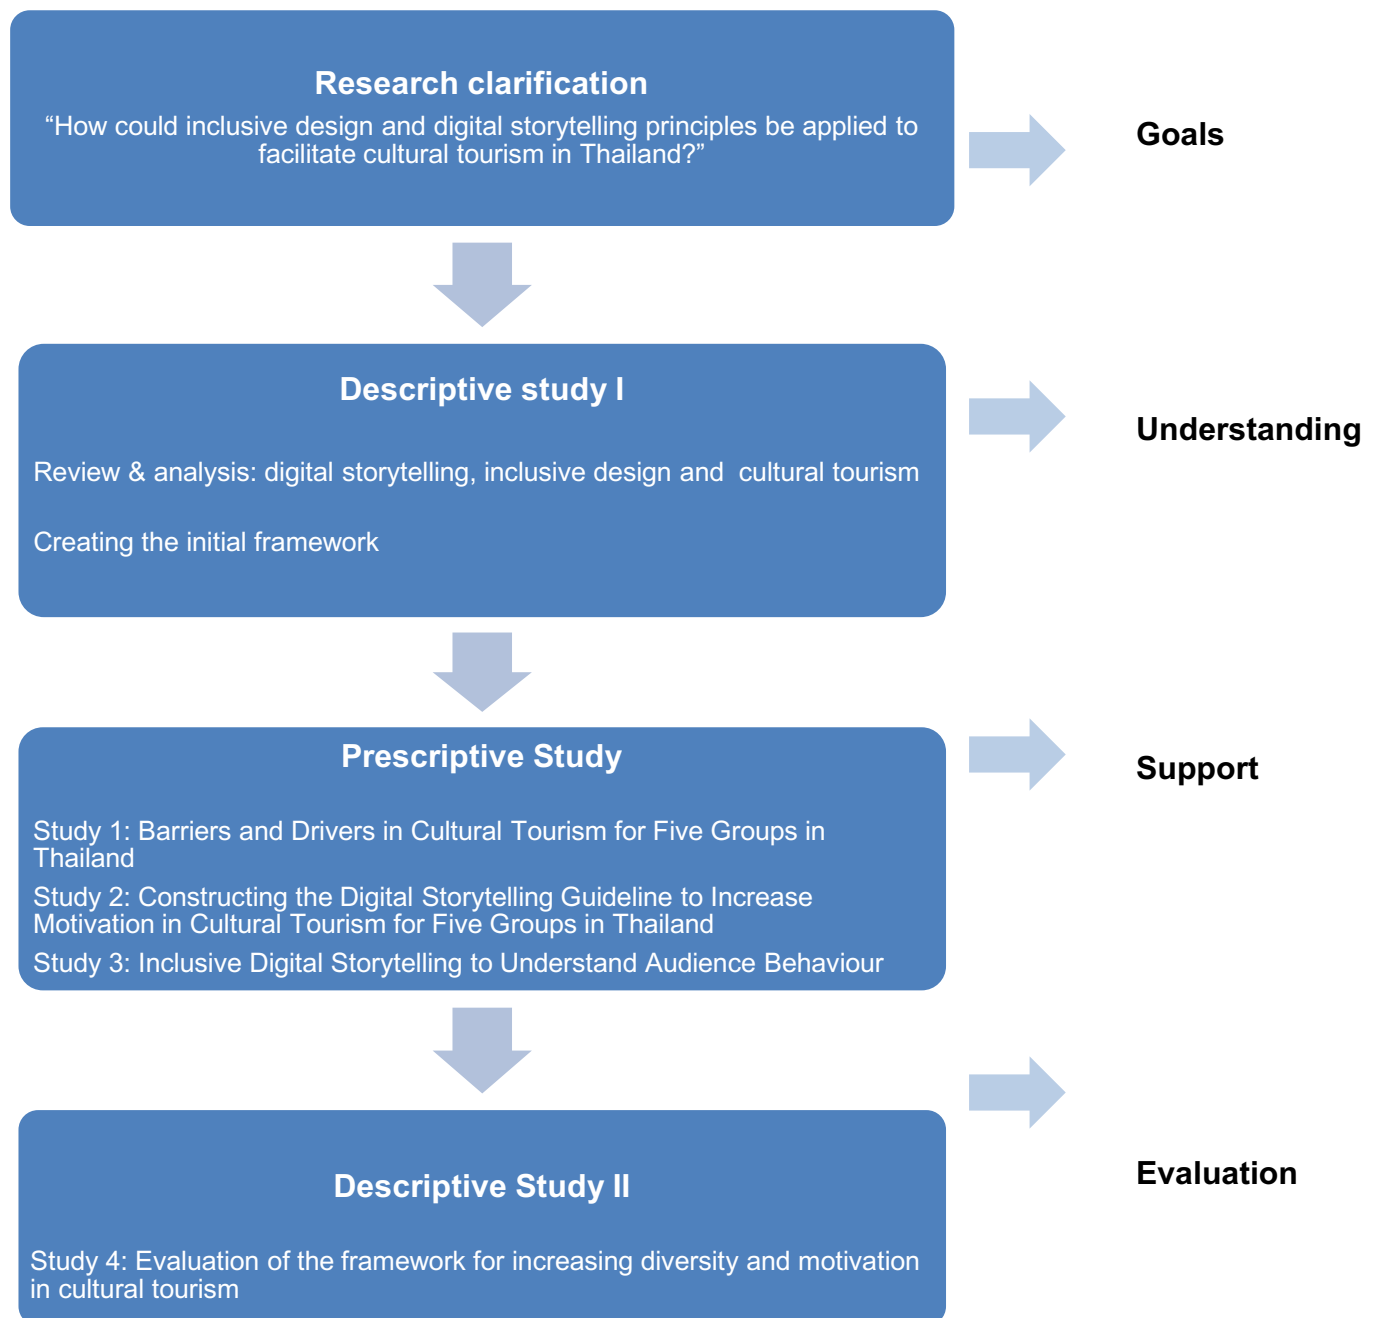 Research clarification
“How could inclusive design and digital storytelling principles be applied to
facilitate cultural tourism in Thailand?”
Goals
Descriptive study I
Review & analysis: digital storytelling, inclusive design and  cultural tourism
Creating the initial framework
Understanding
Prescriptive Study
Study 1: Barriers and Drivers in Cultural Tourism for Five Groups in
Thailand
Study 2: Constructing the Digital Storytelling Guideline to Increase
Motivation in Cultural Tourism for Five Groups in Thailand
Study 3: Inclusive Digital Storytelling to Understand Audience Behaviour
Support
Descriptive Study II
Study 4: Evaluation of the framework for increasing diversity and motivation
in cultural tourism
Evaluation